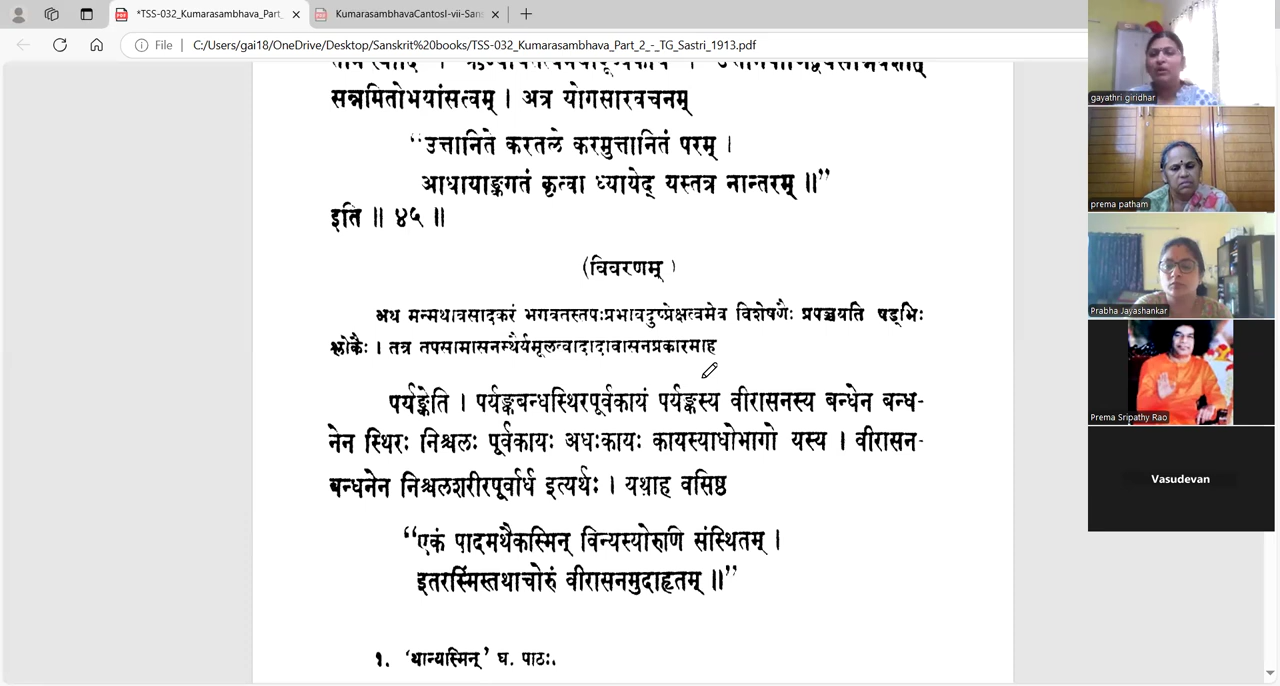 *TSS-032_Kumarasambhava_Part_
KumarasambhavaCantosI-vii-San:
File
C:/Users/gai18/OneDrive/Desktop/Sanskrit%20books/TSS-032_Kumarasambhava_Part_2_-_TG_Sastri_1913.pdf
सन्नमितोभयांसत्वम् । अत्र योगसारवचनम्
“उत्तानिते करतले करमुत्तानितं परम् ।
आधायाङ्कगतं कृत्वा ध्यायेद् यस्तत्र नान्तरम् ॥”
इति ॥ ४५ ॥
(विवरणम्)
अथ मन्मथावसादकरं भगवतस्तपःप्रभावदुष्प्रेक्षत्वमेव विशेषणैः प्रपञ्चयति षड्भिः
श्लोकैः । तत्र तपसामासनस्थैर्यमूलत्वादादावासनप्रकारमाह
पर्यङ्केति । पर्यङ्कबन्धस्थिरपूर्वकायं पर्यङ्कस्य वीरासनस्य बन्धेन बन्ध-
नेन स्थिरः निश्चलः पूर्वकायः अधःकायः कायस्याधोभागो यस्य । वीरासन-
बन्धनेन निश्चलशरीरपूर्वार्ध इत्यर्थः । यथाह वसिष्ठ
“एकं पादमथैकस्मिन् विन्यस्योरुणि संस्थितम् ।
इतरस्मिंस्तथाचोरुं वीरासनमुदाहृतम् ॥”
१. ‘थान्यस्मिन्’ घ. पाठः.
gayathri giridhar
prema patham
Prabha Jayashankar
Prema Sripathy Rao
Vasudevan